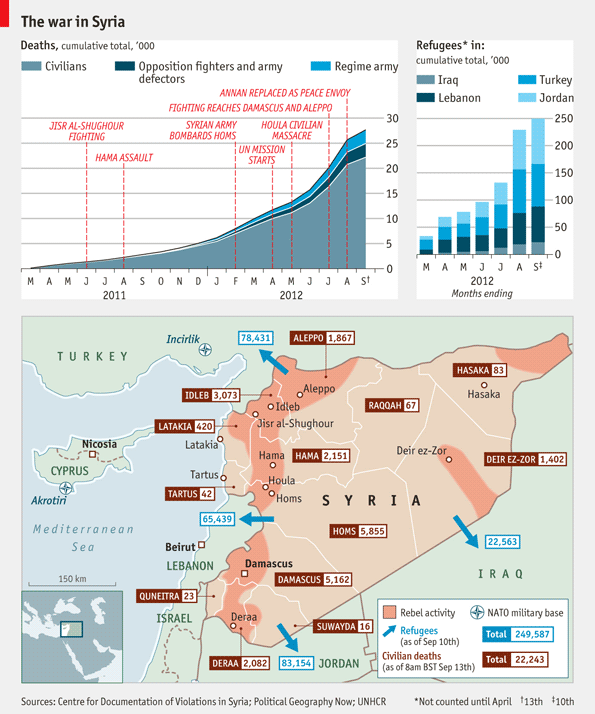 The war in Syria
Deaths, cumulative total, '000
Civilians
Opposition fighters and army
defectors
Regime army
ANNAN REPLACED AS PEACE ENVOY
FIGHTING REACHES DAMASCUS AND ALEPPO
JISR AL-SHUGHOUR
FIGHTING
SYRIAN ARMY
BOMBARDS HOMS
HOULA CIVILIAN
MASSACRE
HAMA ASSAULT
UN MISSION
STARTS
30
25
20
15
10
5
0
M A M J J A S O N D J F M A M J J A S†
2011 2012
Refugees* in:
cumulative total, '000
Iraq
Turkey
Lebanon
Jordan
250
200
150
100
50
0
M A M J J A S‡
2012
Months ending
TURKEY
Incirlik
78,431
ALEPPO 1,867
HASAKA 83
Hasaka
Aleppo
IDLEB 3,073
Idleb
RAQQAH 67
Jisr al-Shughour
LATAKIA 420
Latakia
Nicosia
CYPRUS
Akrotiri
Hama
HAMA 2,151
Deir ez-Zor
DEIR EZ-ZOR 1,402
Tartus
TARTUS 42
Houla
Homs
SYRIA
65,439
HOMS 5,855
22,563
Mediterranean
Sea
Beirut
LEBANON
Damascus
DAMASCUS 5,162
IRAQ
150 km
QUNEITRA 23
ISRAEL
Deraa
SUWAYDA 16
DERAA 2,082
83,154
JORDAN
Rebel activity
NATO military base
Refugees
(as of Sep 10th)
Total 249,587
Civilian deaths
(as of 8am BST Sep 13th)
Total 22,243
Sources: Centre for Documentation of Violations in Syria; Political Geography Now; UNHCR
*Not counted until April †13th ‡10th